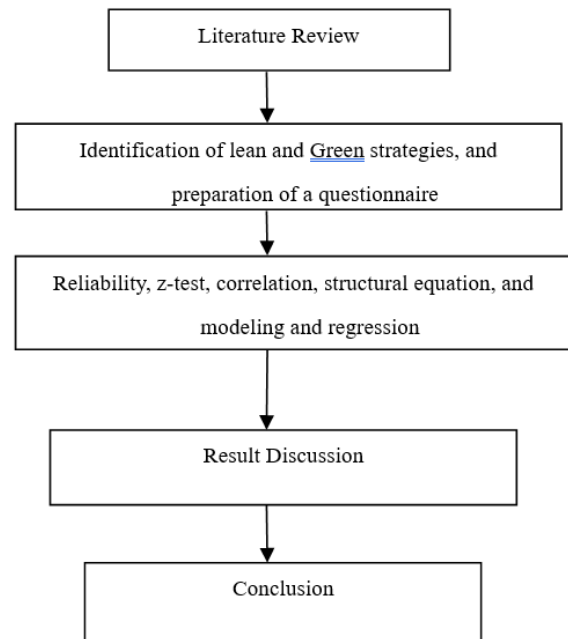 Literature Review
Identification of lean and Green strategies, and
preparation of a questionnaire
Reliability, z-test, correlation, structural equation, and
modeling and regression
Result Discussion
Conclusion